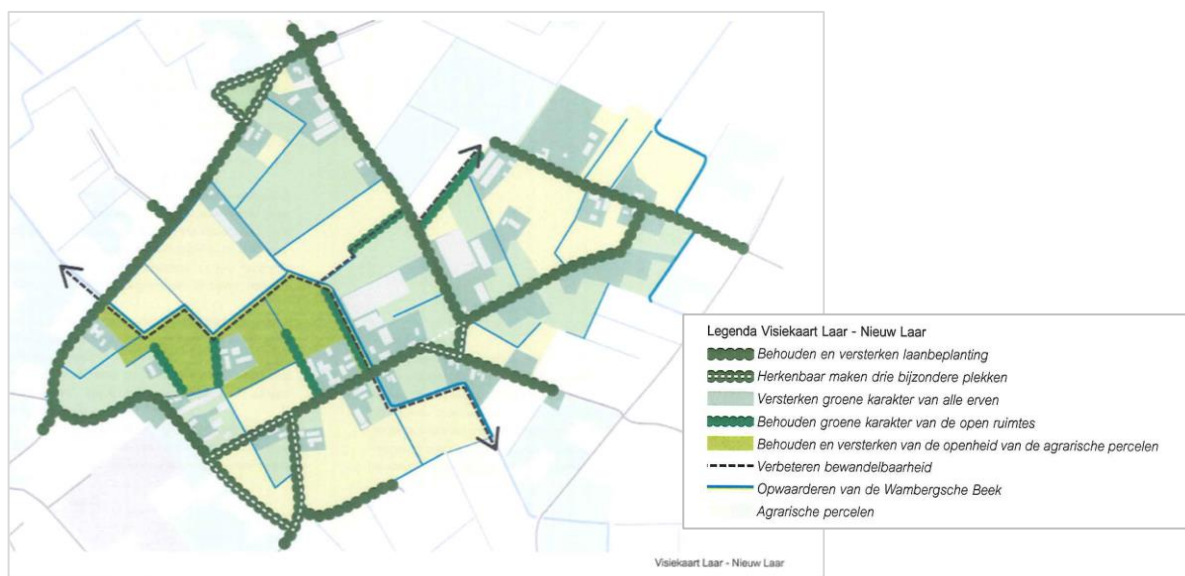 Legenda Visiekaart Laar - Nieuw Laar
Behouden en versterken laanbeplanting
Herkenbaar maken drie bijzondere plekken
Versterken groene karakter van alle erven
Behouden groene karakter van de open ruimtes
Behouden en versterken van de openheid van de agrarische percelen
Verbeteren bewandelbaarheid
Opwaarderen van de Wambergsche Beek
Agrarische percelen
Visiekaart Laar - Nieuw Laar